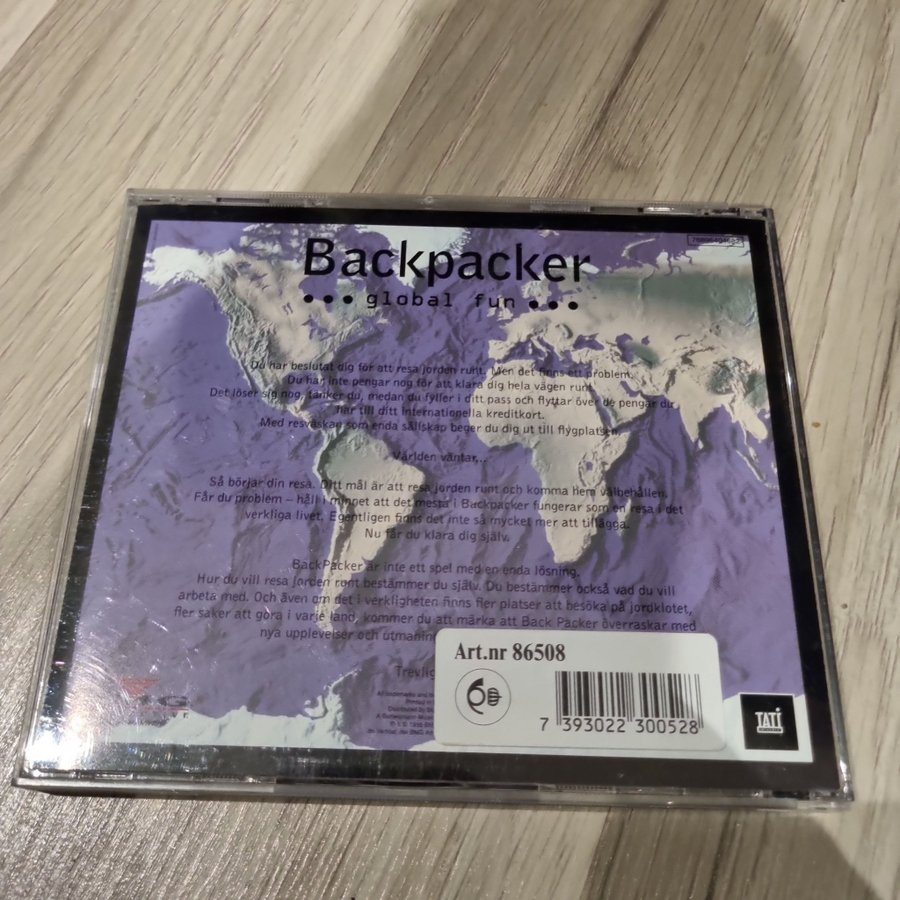 Backpacker
••• global fun •••
Du har beslutat dig för att resa jorden runt. Men det finns ett problem.
Du har inte pengar nog för att klara dig hela vägen runt.
Det löser sig nog, tänker du, medan du fyller i ditt pass och flyttar över de pengar du
har till ditt internationella kreditkort.
Med resväskan som enda sällskap beger du dig ut till flygplatsen.
Världen väntar...
Så börjar din resa. Ditt mål är att resa jorden runt och komma hem välbehållen.
Får du problem – håll i minnet att det mesta i Backpacker fungerar som en resa i det
verkliga livet. Egentligen finns det inte så mycket mer att tillägga.
Nu får du klara dig själv.
BackPacker är inte ett spel med en enda lösning.
Hur du vill resa jorden runt bestämmer du själv. Du bestämmer också vad du vill
arbeta med. Och även om det i verkligheten finns fler platser att besöka på jordklotet,
fler saker att göra i varje land, kommer du att märka att Back Packer överraskar med
nya upplevelser och
Art.nr 86508
7 393022 300528
TATI